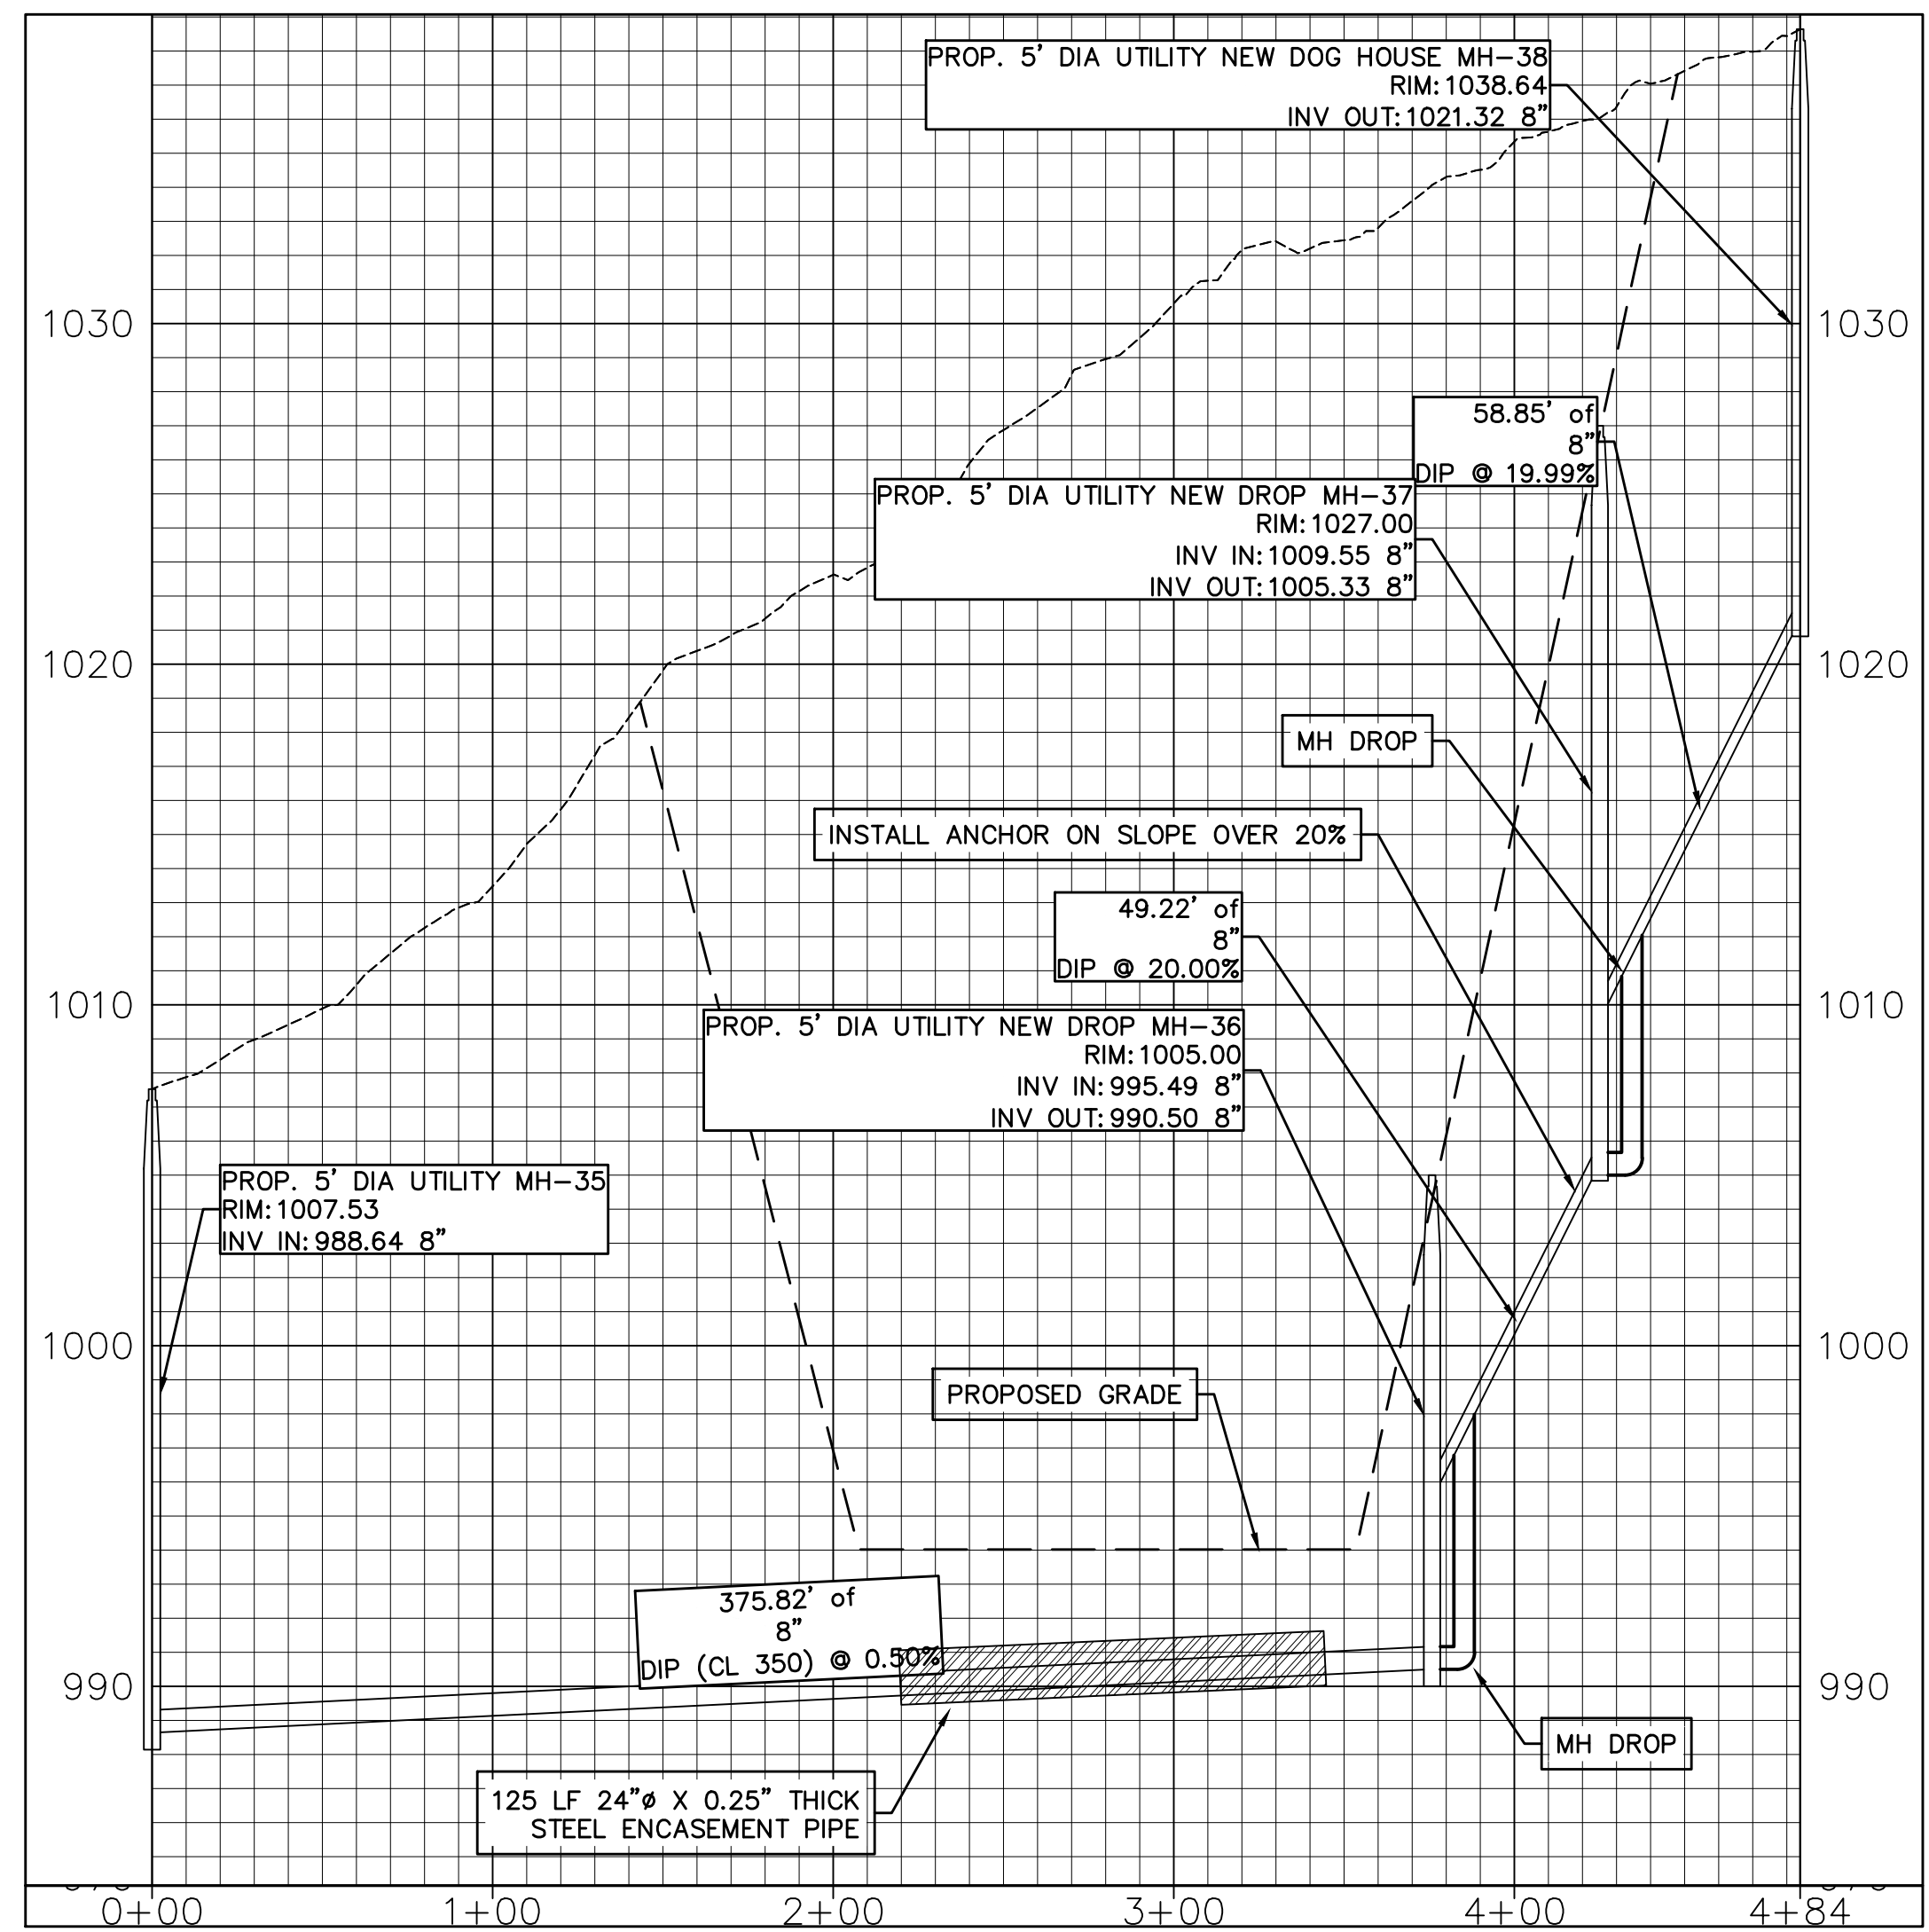 PROP. 5' DIA UTILITY NEW DOG HOUSE MH-38
RIM:1038.64
INV OUT:1021.32 8"
1030
1030
58.85' of
8"
DIP @ 19.99%
PROP. 5' DIA UTILITY NEW DROP MH-37
RIM:1027.00
INV IN:1009.55 8"
INV OUT:1005.33 8"
1020
1020
MH DROP
INSTALL ANCHOR ON SLOPE OVER 20%
49.22' of
8"
DIP @ 20.00%
1010
1010
PROP. 5' DIA UTILITY NEW DROP MH-36
RIM:1005.00
INV IN:995.49 8"
INV OUT:990.50 8"
PROP. 5' DIA UTILITY MH-35
RIM:1007.53
INV IN:988.64 8"
1000
1000
PROPOSED GRADE
375.82' of
8"
DIP (CL 350) @ 0.50%
990
990
MH DROP
125 LF 24"ø X 0.25" THICK
STEEL ENCASEMENT PIPE
0+00
1+00
2+00
3+00
4+00
4+84